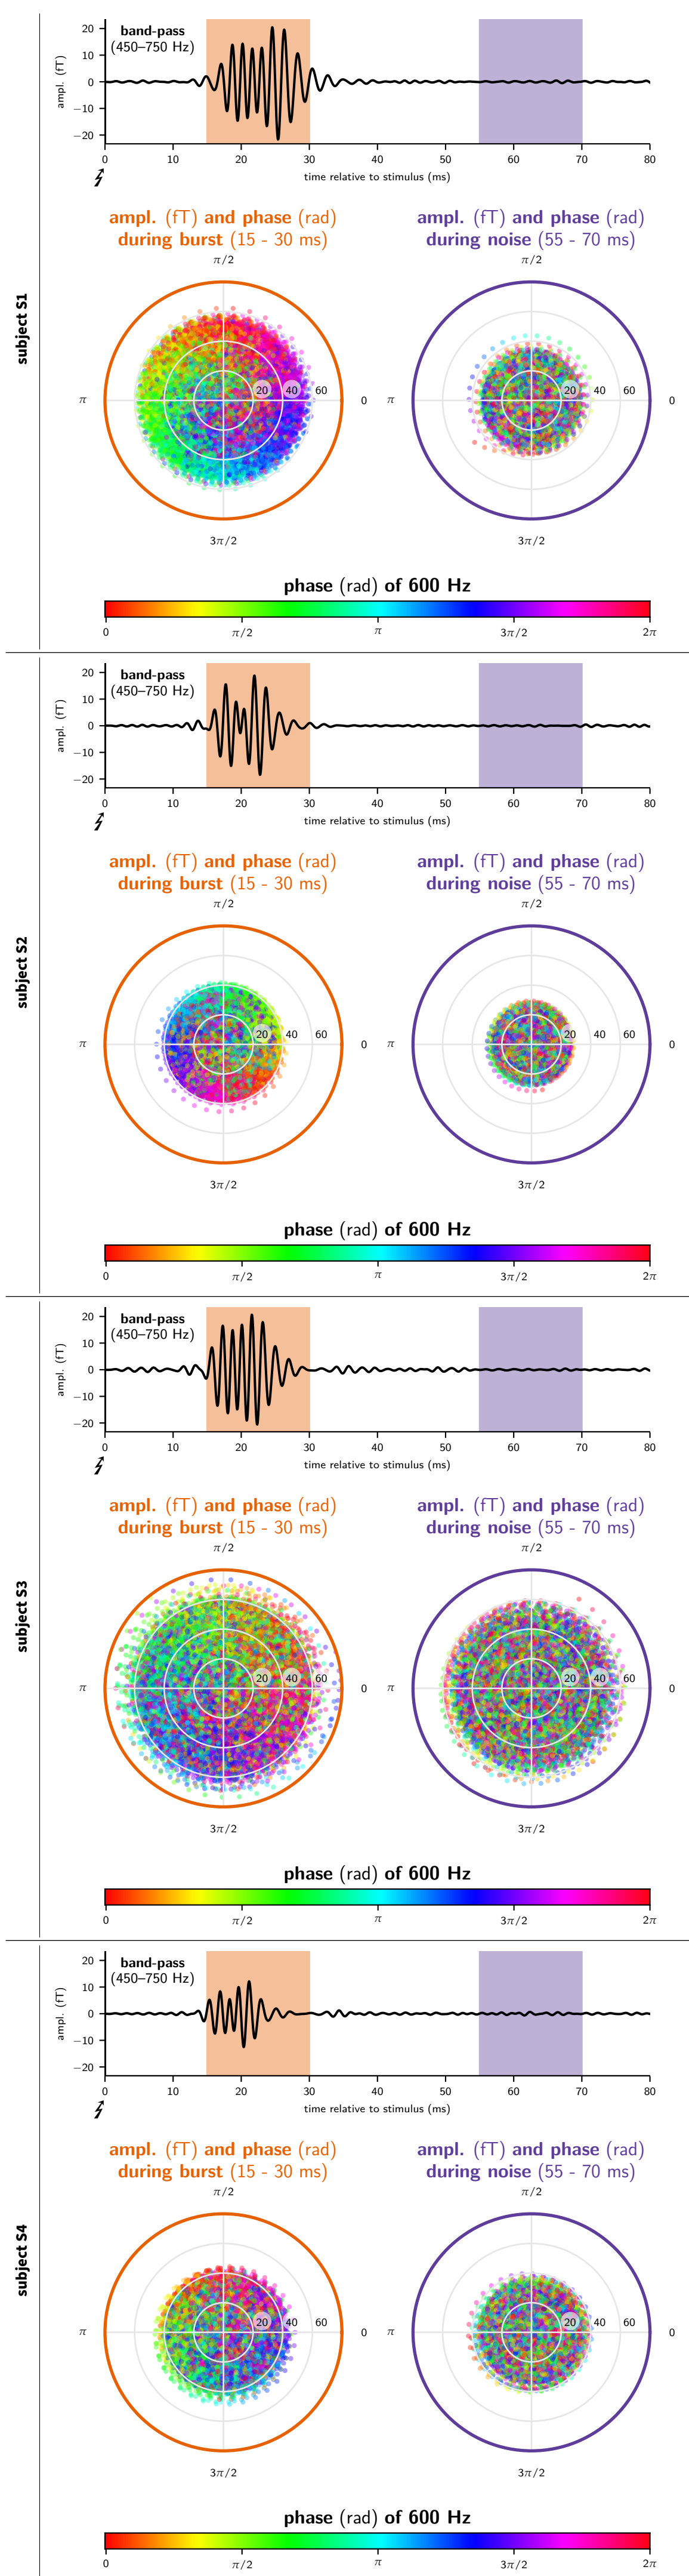 subject S1
band-pass
(450–750 Hz)
ampl. (fT)
20
10
0
−10
−20
0 10 20 30 40 50 60 70 80
time relative to stimulus (ms)
ampl. (fT) and phase (rad)
during burst (15 - 30 ms)
π/2
π
20 40 60
0
3π/2
ampl. (fT) and phase (rad)
during noise (55 - 70 ms)
π/2
π
20 40 60
0
3π/2
phase (rad) of 600 Hz
0 π/2 π 3π/2 2π
subject S2
band-pass
(450–750 Hz)
ampl. (fT)
20
10
0
−10
−20
0 10 20 30 40 50 60 70 80
time relative to stimulus (ms)
ampl. (fT) and phase (rad)
during burst (15 - 30 ms)
π/2
π
20 40 60
0
3π/2
ampl. (fT) and phase (rad)
during noise (55 - 70 ms)
π/2
π
20 40 60
0
3π/2
phase (rad) of 600 Hz
0 π/2 π 3π/2 2π
subject S3
band-pass
(450–750 Hz)
ampl. (fT)
20
10
0
−10
−20
0 10 20 30 40 50 60 70 80
time relative to stimulus (ms)
ampl. (fT) and phase (rad)
during burst (15 - 30 ms)
π/2
π
20 40 60
0
3π/2
ampl. (fT) and phase (rad)
during noise (55 - 70 ms)
π/2
π
20 40 60
0
3π/2
phase (rad) of 600 Hz
0 π/2 π 3π/2 2π
subject S4
band-pass
(450–750 Hz)
ampl. (fT)
20
10
0
−10
−20
0 10 20 30 40 50 60 70 80
time relative to stimulus (ms)
ampl. (fT) and phase (rad)
during burst (15 - 30 ms)
π/2
π
20 40 60
0
3π/2
ampl. (fT) and phase (rad)
during noise (55 - 70 ms)
π/2
π
20 40 60
0
3π/2
phase (rad) of 600 Hz
0 π/2 π 3π/2 2π